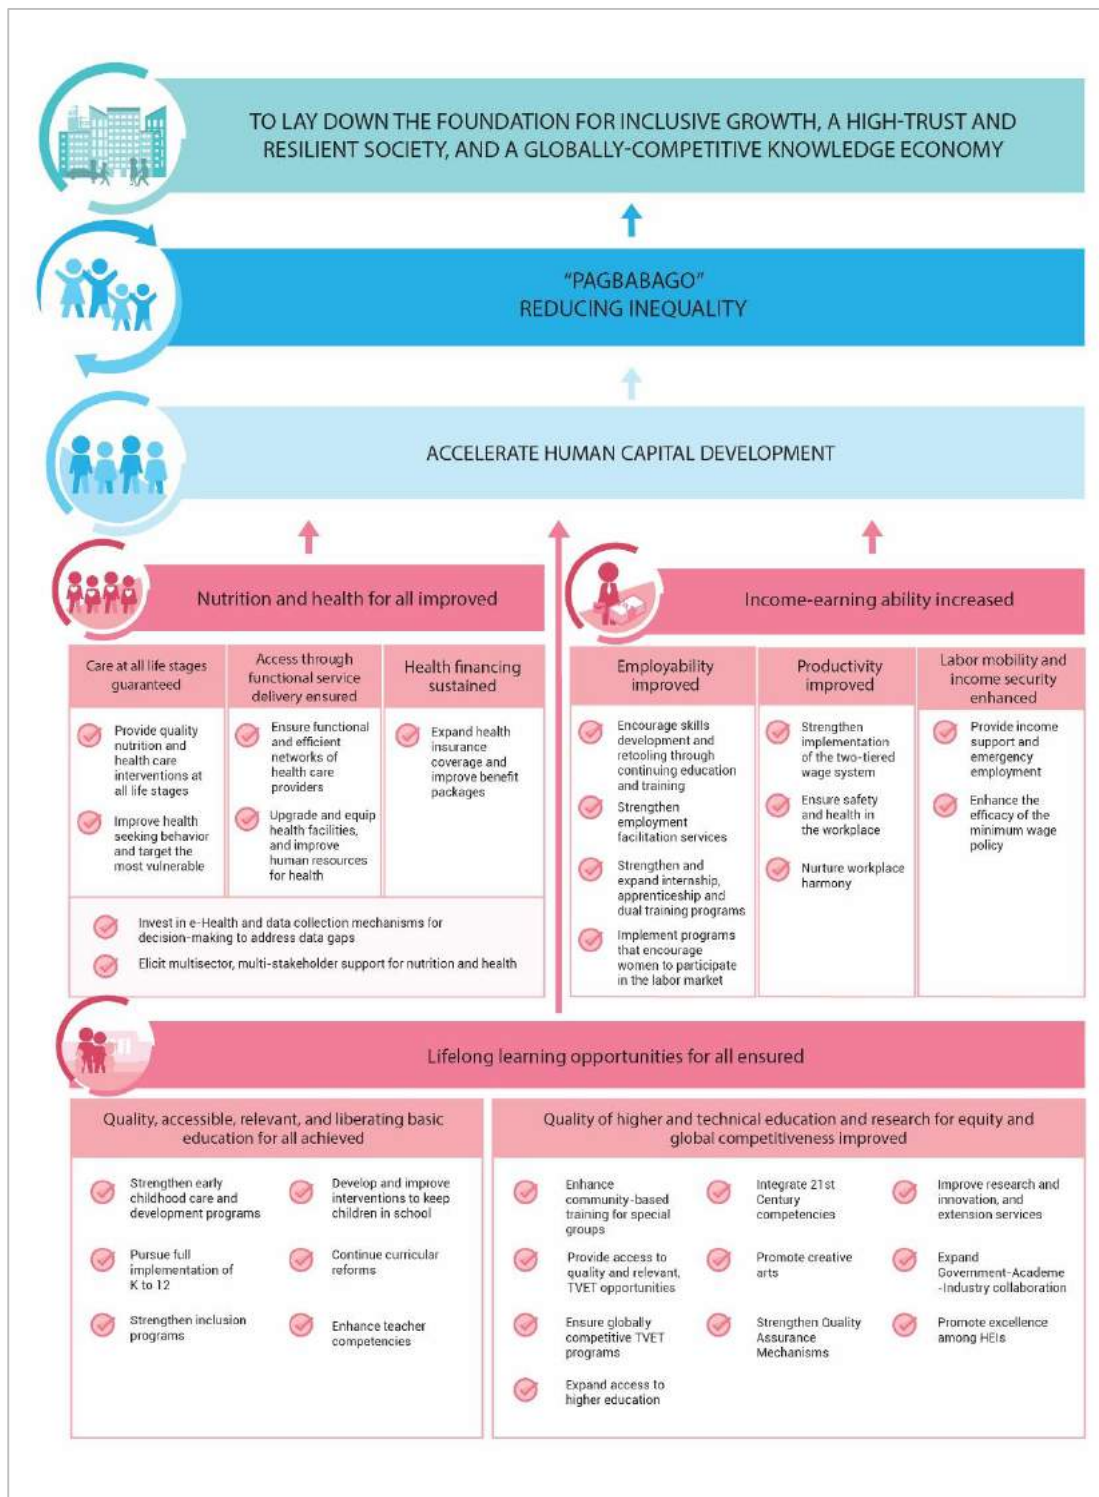 TO LAY DOWN THE FOUNDATION FOR INCLUSIVE GROWTH, A HIGH-TRUST AND
RESILIENT SOCIETY, AND A GLOBALLY-COMPETITIVE KNOWLEDGE ECONOMY
“PAGBABAGO”
REDUCING INEQUALITY
ACCELERATE HUMAN CAPITAL DEVELOPMENT
Nutrition and health for all improved
Care at all life stages
guaranteed
Provide quality
nutrition and
health care
interventions at
all life stages
Improve health
seeking behavior
and target the
most vulnerable
Access through
functional service
delivery ensured
Ensure functional
and efficient
networks of
health care
providers
Upgrade and equip
health facilities,
and improve
human resources
for health
Health financing
sustained
Expand health
insurance
coverage and
improve benefit
packages
Invest in e-Health and data collection mechanisms for
decision-making to address data gaps
Elicit multisector, multi-stakeholder support for nutrition and health
Income-earning ability increased
Employability
improved
Encourage skills
development and
retooling through
continuing education
and training
Strengthen
employment
facilitation services
Strengthen and
expand internship,
apprenticeship and
dual training programs
Implement programs
that encourage
women to participate
in the labor market
Productivity
improved
Strengthen
implementation
of the two-tiered
wage system
Ensure safety
and health in
the workplace
Nurture workplace
harmony
Labor mobility and
income security
enhanced
Provide income
support and
emergency
employment
Enhance the
efficacy of the
minimum wage
policy
Lifelong learning opportunities for all ensured
Quality, accessible, relevant, and liberating basic
education for all achieved
Strengthen early
childhood care and
development programs
Pursue full
implementation of
K to 12
Strengthen inclusion
programs
Develop and improve
interventions to keep
children in school
Continue curricular
reforms
Enhance teacher
competencies
Quality of higher and technical education and research for equity and
global competitiveness improved
Enhance
community-based
training for special
groups
Provide access to
quality and relevant,
TVET opportunities
Ensure globally
competitive TVET
programs
Expand access to
higher education
Integrate 21st
Century
competencies
Promote creative
arts
Strengthen Quality
Assurance
Mechanisms
Improve research and
innovation, and
extension services
Expand
Government-Academe
-Industry collaboration
Promote excellence
among HEIs